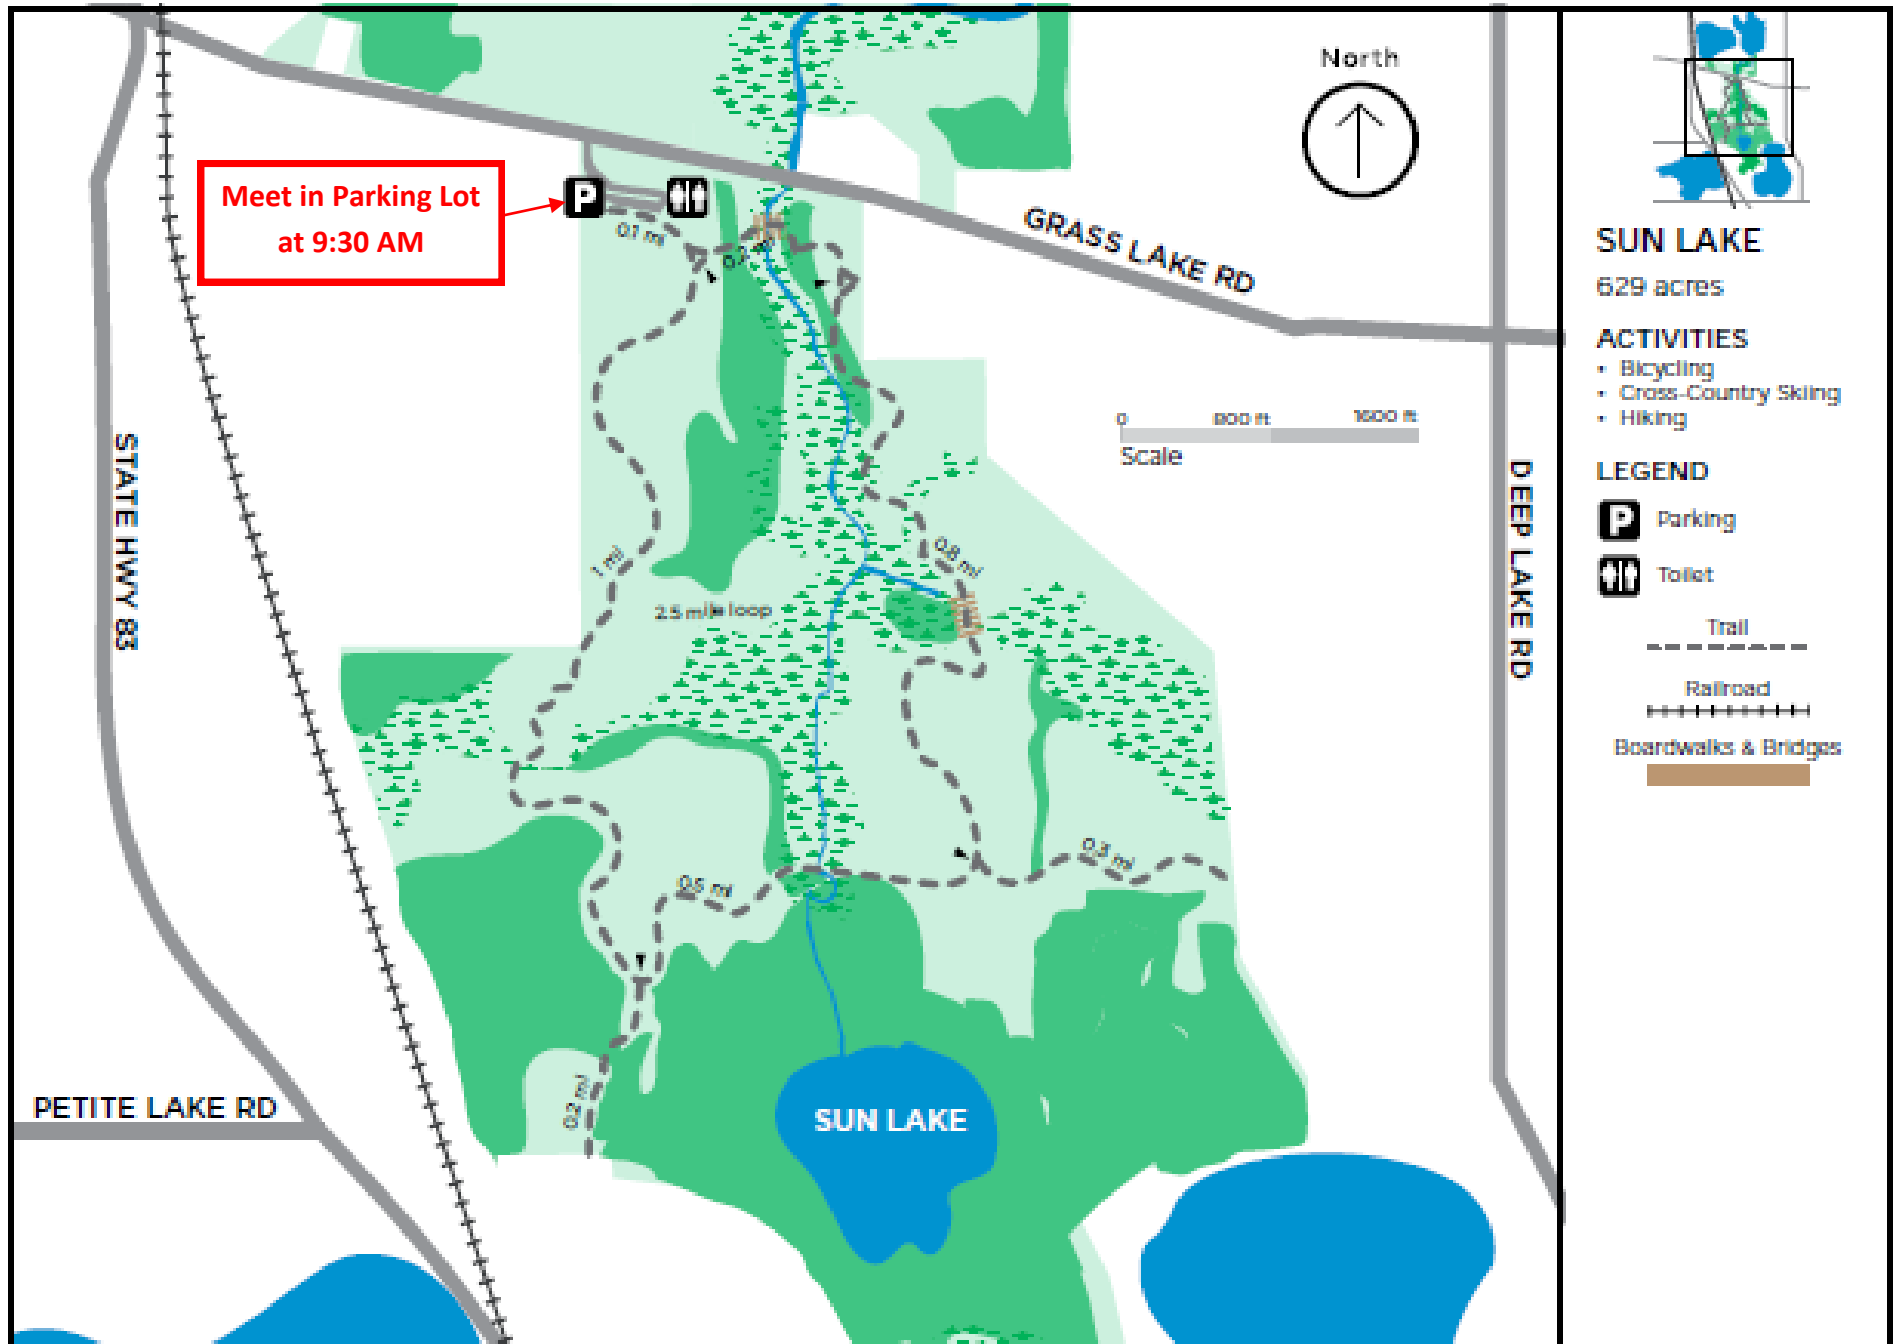 North
Meet in Parking Lot
at 9:30 AM
P
0.1 mi
0.2 mi
GRASS LAKE RD
0 800 ft 1600 ft
Scale
STATE HWY 83
DEEP LAKE RD
1 mi
0.8 mi
2.5 mile loop
0.5 mi
0.3 mi
0.2 mi
PETITE LAKE RD
SUN LAKE
SUN LAKE
629 acres
ACTIVITIES
• Bicycling
• Cross-Country Skiing
• Hiking
LEGEND
P Parking
Toilet
Trail
Railroad
Boardwalks & Bridges